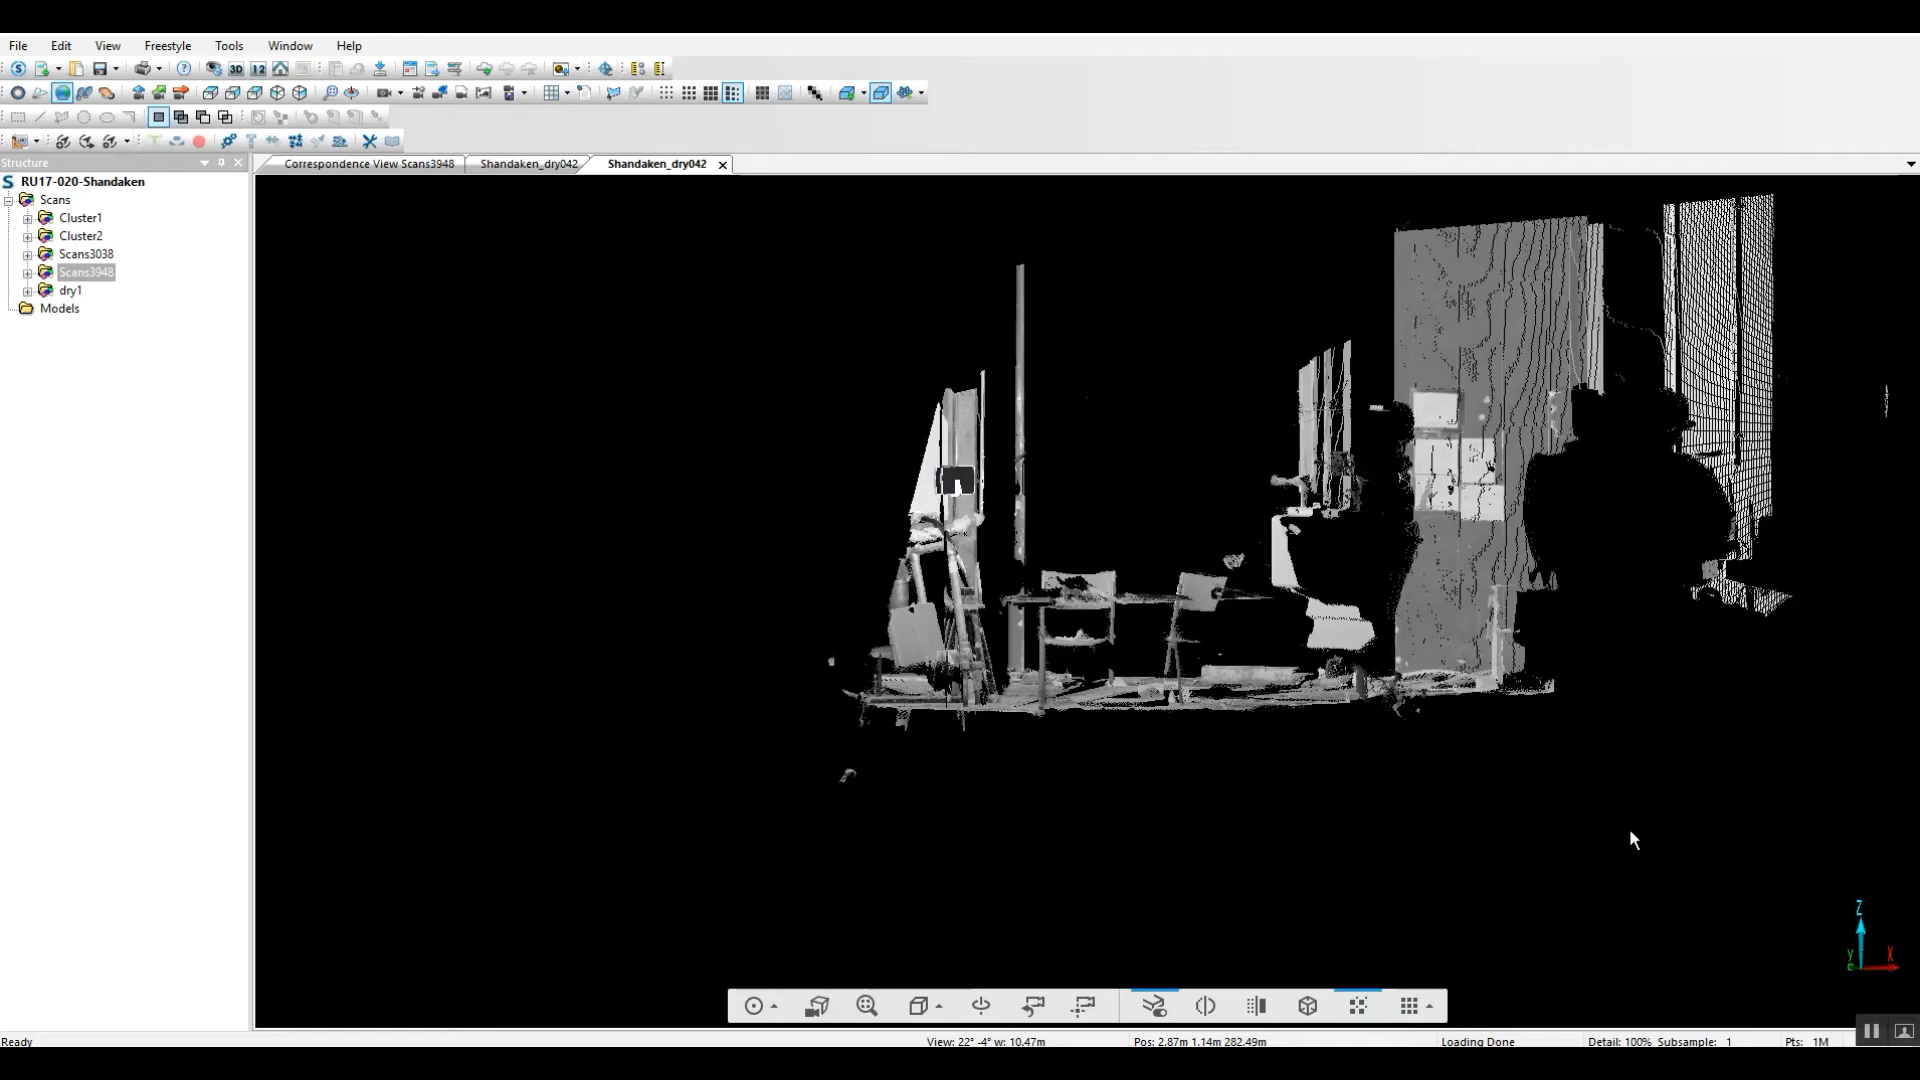 File Edit View Freestyle Tools Window Help
3D 12
Structure
Correspondence View Scans3948 Shandaken_dry042 Shandaken_dry042
S RU17-020-Shandaken
Scans
Cluster1
Cluster2
Scans3038
Scans3948
dry1
Models
Z
Y X
Ready View: 22° -4° w: 10.47m Pos: 2.87m 1.14m 282.49m Loading Done Detail: 100% Subsample: 1 Pts: 1M